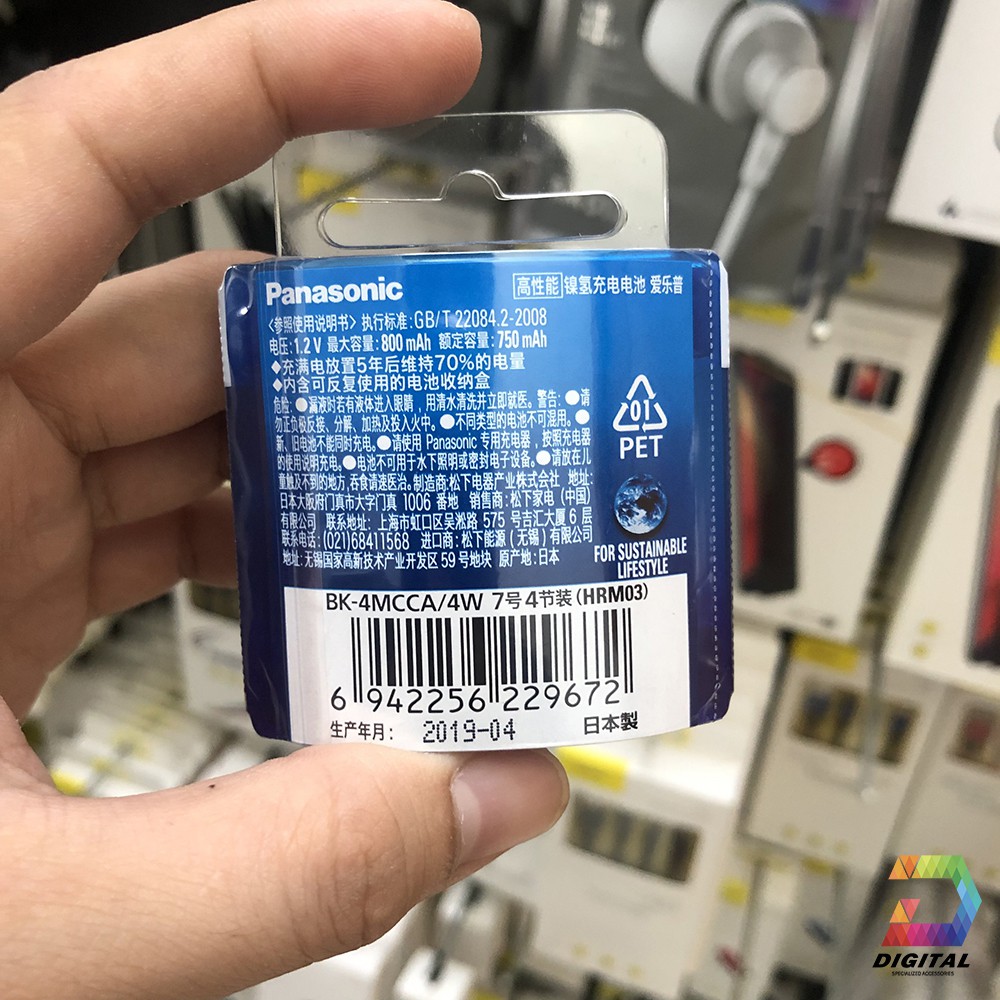 Panasonic
高性能 镍氢充电电池 爱乐普
〈参照使用说明书〉执行标准:GB/T 22084.2-2008
电压:1.2 V 最大容量:800 mAh 额定容量:750 mAh
◆充满电放置5年后维持70%的电量
◆内含可反复使用的电池收纳盒
危险:●漏液时若有液体进入眼睛，用清水清洗并立即就医。警告:●请
勿正负极反接、分解、加热及投入火中。●不同类型的电池不可混用。●
新、旧电池不能同时充电。●请使用 Panasonic 专用充电器，按照充电器
的使用说明充电。●电池不可用于水下照明或密封电子设备。●请放在儿
童触及不到的地方，吞食请速医治。制造商:松下电器产业株式会社 地址:
日本大阪府门真市大字门真 1006 番地 销售商:松下家电（中国）
有限公司 联系地址:上海市虹口区吴淞路 575 号吉汇大厦 6 层
联系电话:(021)68411568 进口商:松下能源（无锡）有限公司
地址:无锡国家高新技术产业开发区 59 号地块 原产地:日本
01
PET
FOR SUSTAINABLE
LIFESTYLE
BK-4MCCA/4W 7号4节装(HRM03)
6 942256 229672
生产年月: 2019-04 日本製
DIGITAL
SPECIALIZED ACCESSORIES